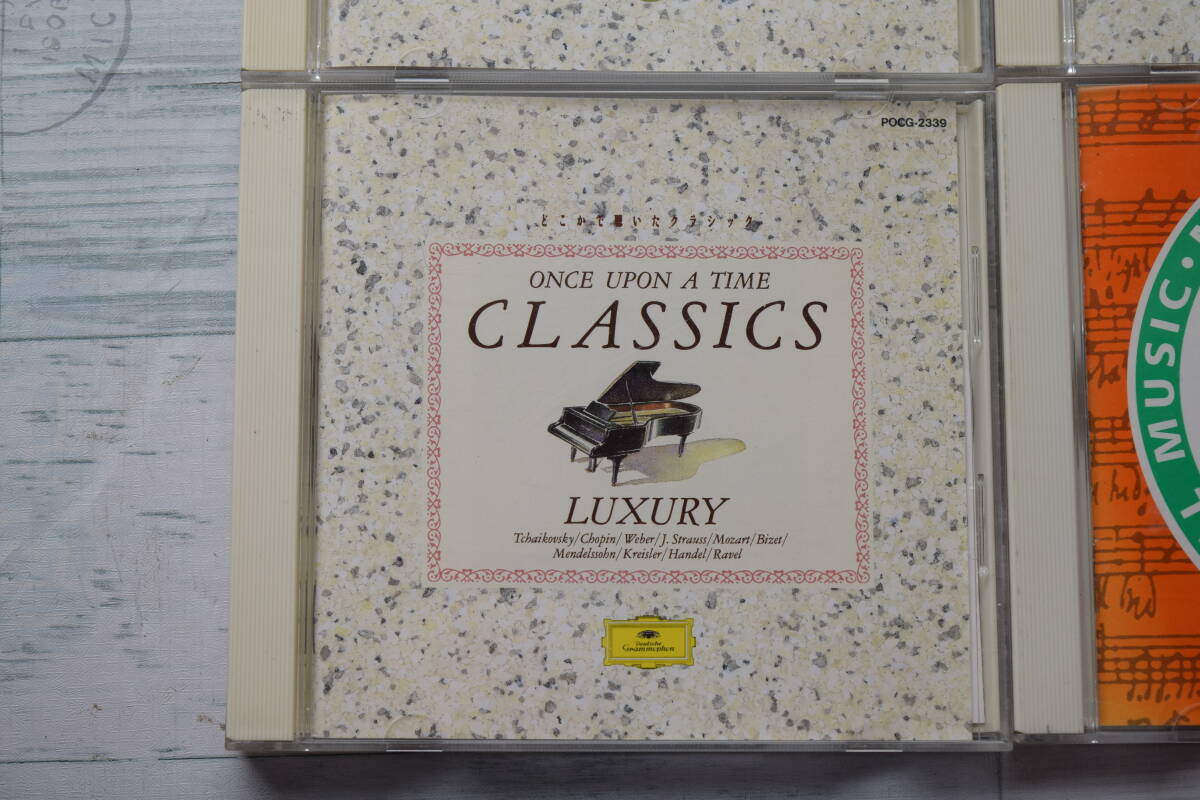 MIC
POCG-2339
どこかで聴いたクラシック
ONCE UPON A TIME
CLASSICS
LUXURY
Tchaikovsky/Chopin/Weber/J. Strauss/Mozart/Bizet/
Mendelssohn/Kreisler/Handel/Ravel
Deutsche
Grammophon
MUSIC